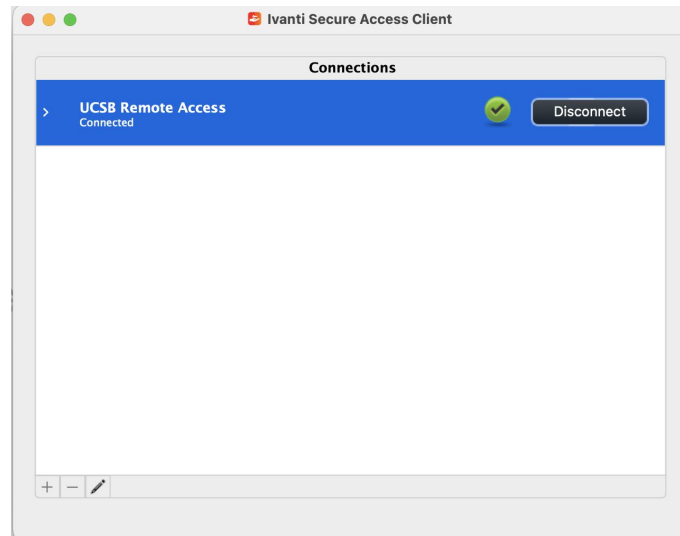 Ivanti Secure Access Client
Connections
UCSB Remote Access
Connected
Disconnect